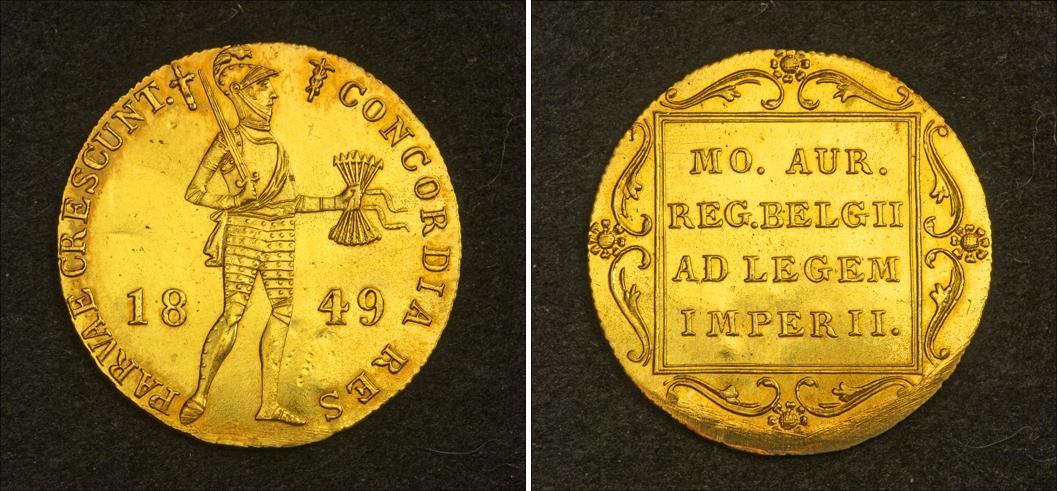 CONCORDIA RES
PARVAE CRESCUNT.
18 49
MO. AUR.
REG.BELGII
AD LEGEM
IMPERII.